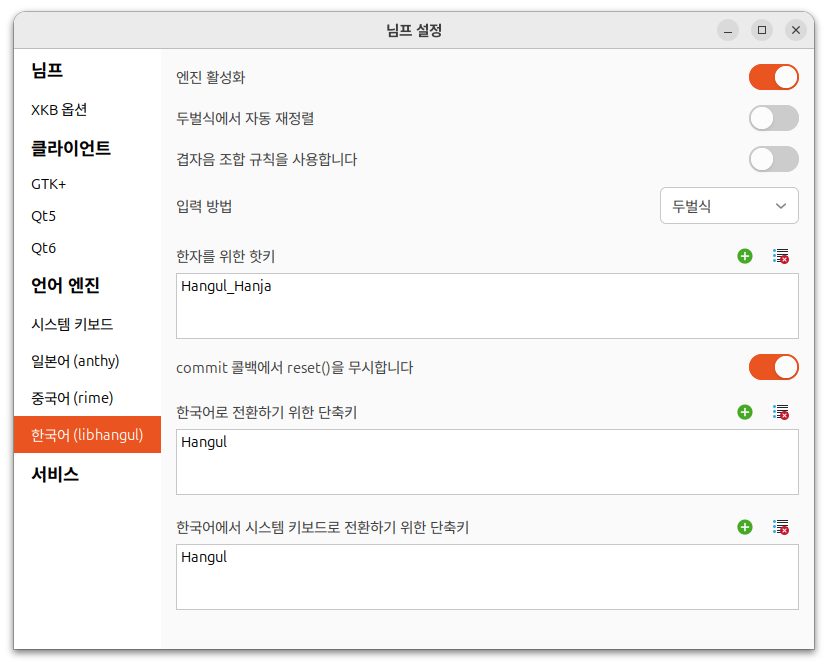 님프 설정
님프
XKB 옵션
클라이언트
GTK+
Qt5
Qt6
언어 엔진
시스템 키보드
일본어 (anthy)
중국어 (rime)
한국어 (libhangul)
서비스
엔진 활성화
두벌식에서 자동 재정렬
겹자음 조합 규칙을 사용합니다
입력 방법
두벌식
한자를 위한 핫키
Hangul_Hanja
commit 콜백에서 reset()을 무시합니다
한국어로 전환하기 위한 단축키
Hangul
한국어에서 시스템 키보드로 전환하기 위한 단축키
Hangul